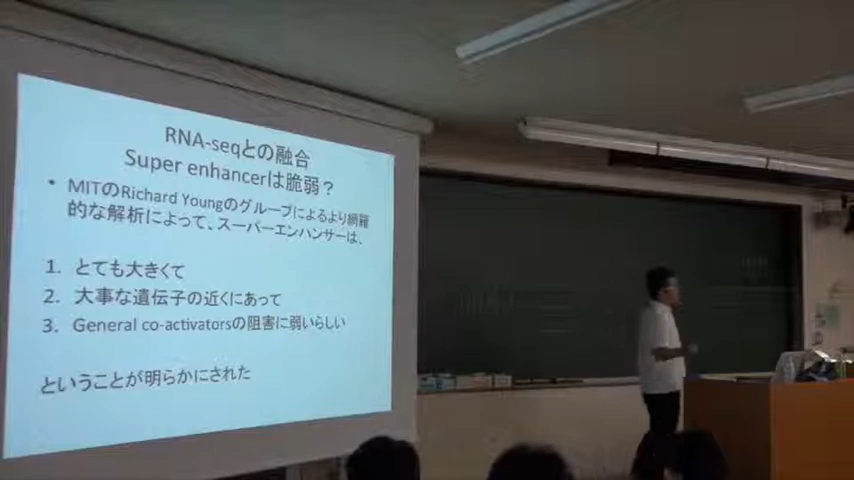 RNA-seqとの融合
Super enhancerは脆弱？
• MITのRichard Youngのグループによるより網羅
的な解析によって、スーパーエンハンサーは、
1. とても大きくて
2. 大事な遺伝子の近くにあって
3. General co-activatorsの阻害に弱いらしい
ということが明らかにされた